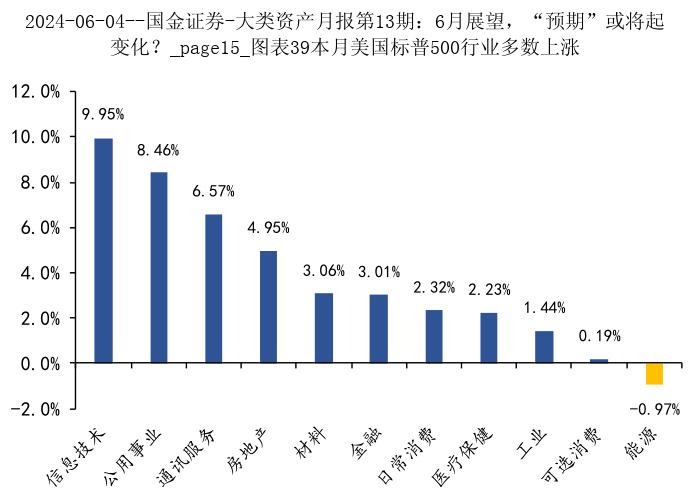 2024-06-04--国金证券-大类资产月报第13期：6月展望，“预期”或将起
变化？_page15_图表39本月美国标普500行业多数上涨
12.0%
10.0%
8.0%
6.0%
4.0%
2.0%
0.0%
-2.0%
9.95%
8.46%
6.57%
4.95%
3.06%
3.01%
2.32%
2.23%
1.44%
0.19%
-0.97%
信息技术
公用事业
通讯服务
房地产
材料
金融
日常消费
医疗保健
工业
可选消费
能源